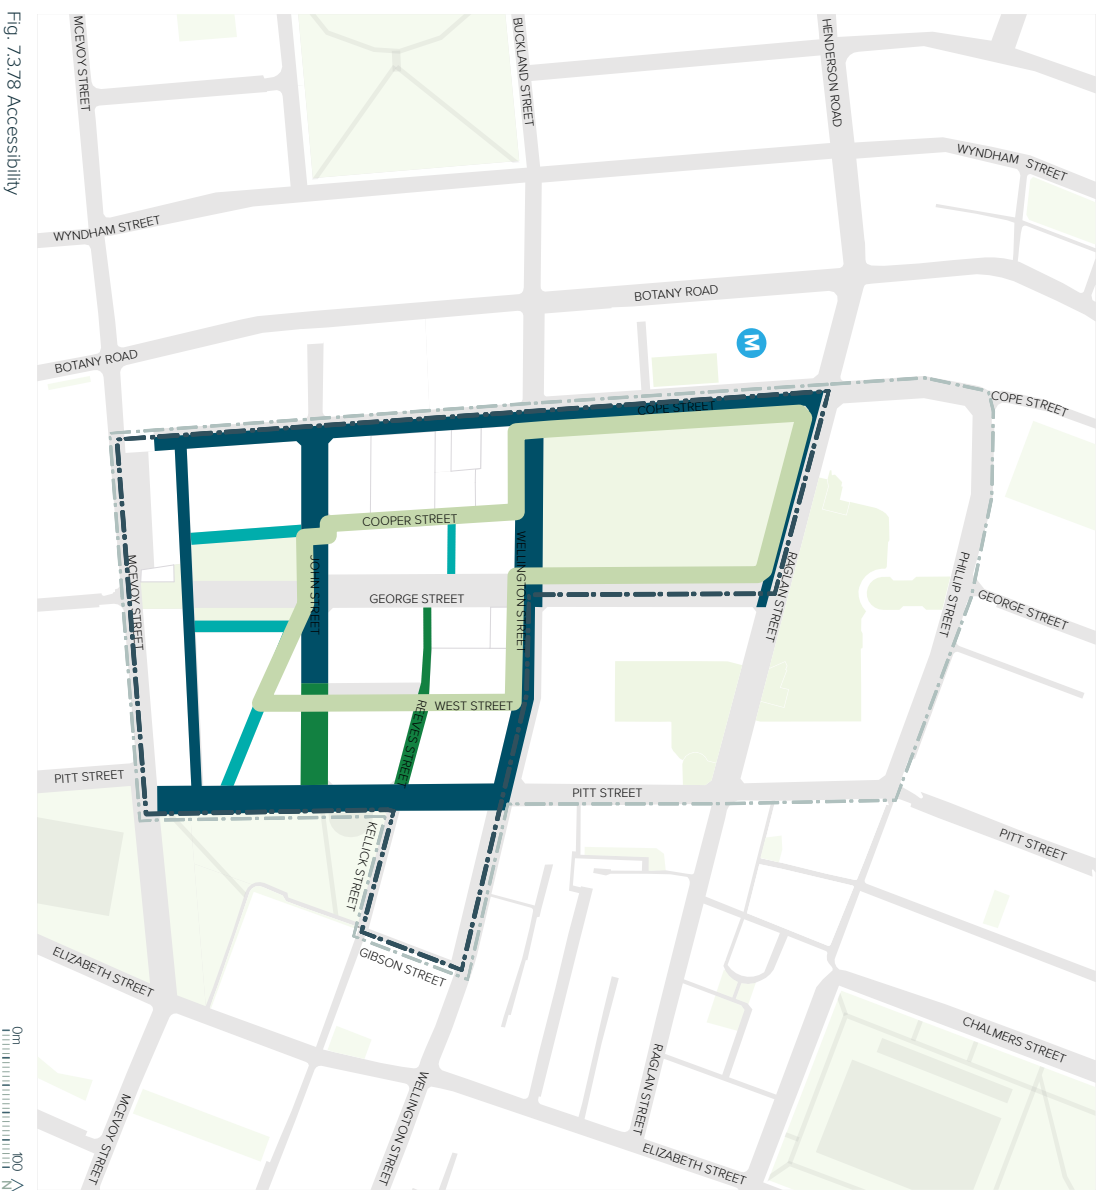 Fig. 7.3.78 Accessibility
MCEVOY STREET
BUCKLAND STREET
HENDERSON ROAD
WYNDHAM STREET
WYNDHAM STREET
BOTANY ROAD
BOTANY ROAD
M
COPE STREET
COPE STREET
COOPER STREET
MCEVOY STREET
JOHN STREET
WELLINGTON STREET
RAGLAN STREET
PHILLIP STREET
GEORGE STREET
GEORGE STREET
WEST STREET
REEVES STREET
PITT STREET
PITT STREET
PITT STREET
KELLICK STREET
GIBSON STREET
ELIZABETH STREET
CHALMERS STREET
RAGLAN STREET
WELLINGTON STREET
MCEVOY STREET
ELIZABETH STREET
0m
100
N